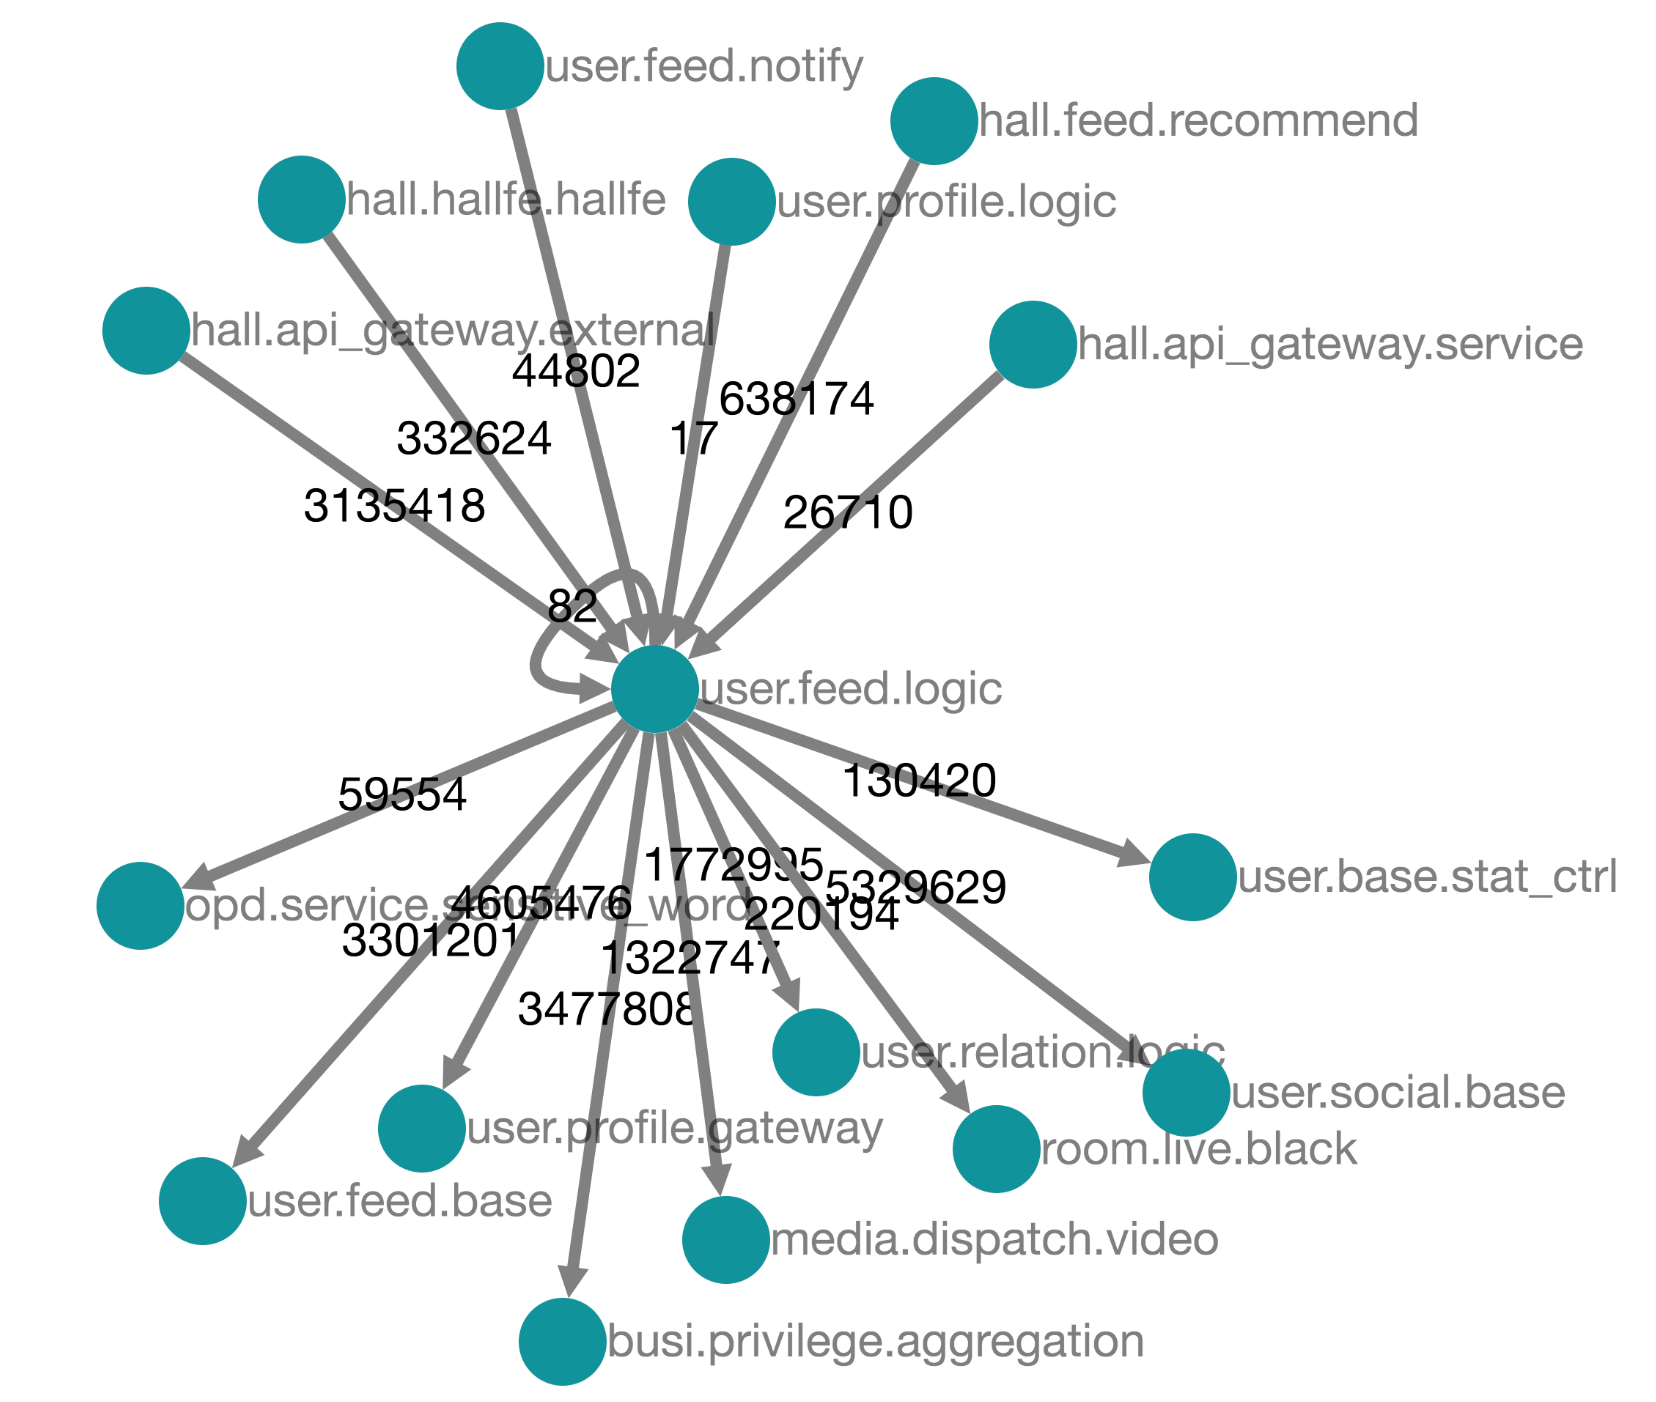 user.feed.notify
hall.feed.recommend
hall.hallfe.hallfe
user.profile.logic
hall.api_gateway.external
hall.api_gateway.service
44802
638174
332624
17
3135418
26710
82
user.feed.logic
130420
59554
1772995
5329629
user.base.stat_ctrl
opd.service.sensitive_word
4605476
220194
3301201
1322747
3477808
user.relation.logic
user.social.base
user.profile.gateway
room.live.black
user.feed.base
media.dispatch.video
busi.privilege.aggregation